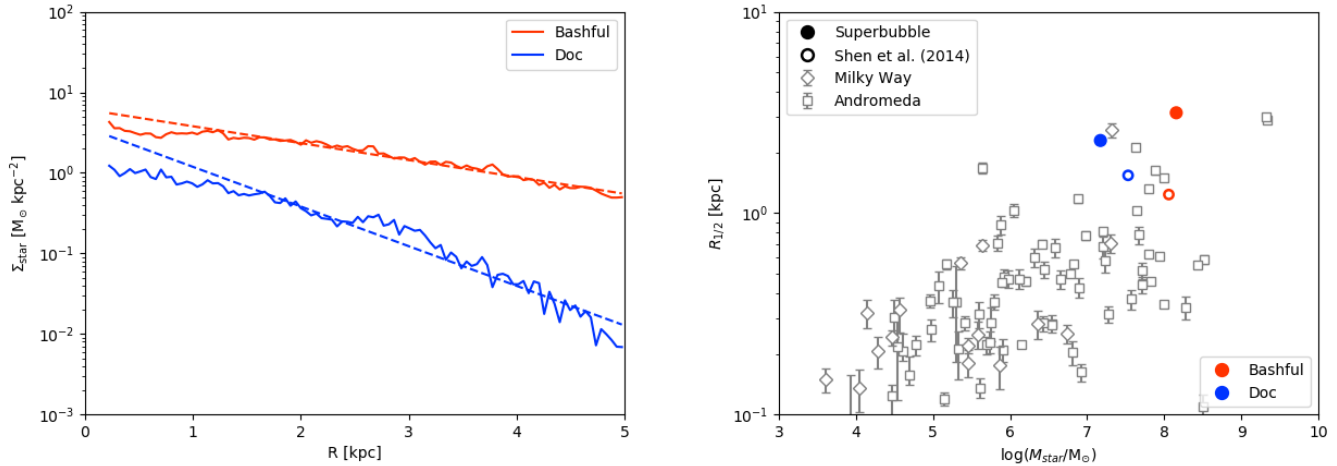 10²
10¹
10⁰
10⁻¹
10⁻²
10⁻³
Σstar [M⊙ kpc⁻²]
0 1 2 3 4 5
R [kpc]
Bashful
Doc
10¹
10⁰
10⁻¹
R1/2 [kpc]
3 4 5 6 7 8 9 10
log(Mstar/M⊙)
Superbubble
Shen et al. (2014)
Milky Way
Andromeda
Bashful
Doc